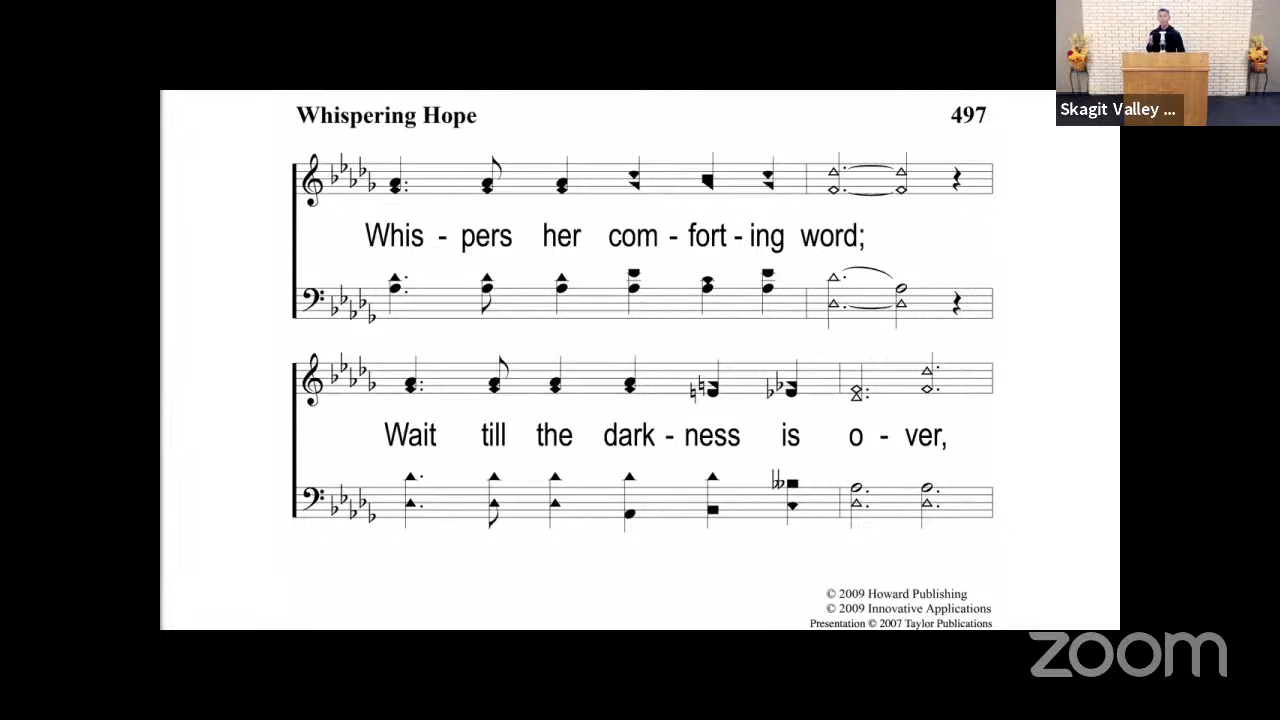 Whispering Hope 497
Whis - pers her com - fort - ing word;
Wait till the dark - ness is o - ver,
© 2009 Howard Publishing
© 2009 Innovative Applications
Presentation © 2007 Taylor Publications
Skagit Valley ...
zoom